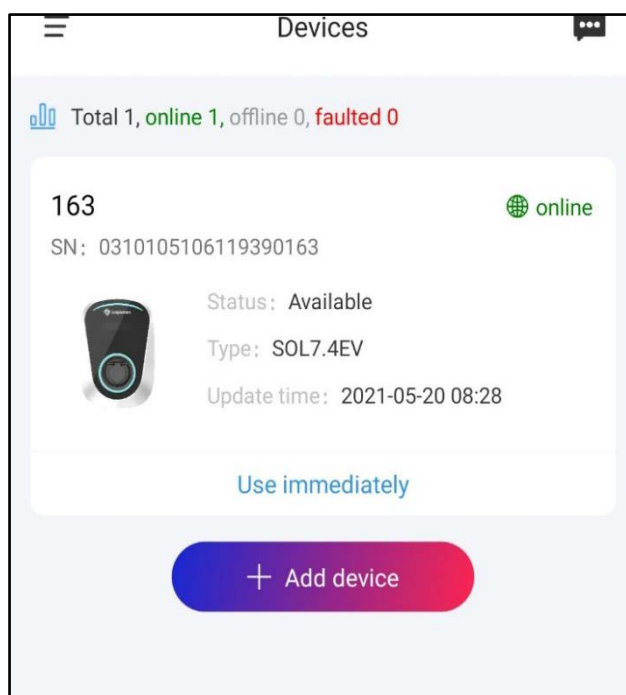 Devices
Total 1, online 1, offline 0, faulted 0
163
online
SN: 0310105106119390163
Status: Available
Type: SOL7.4EV
Update time: 2021-05-20 08:28
Use immediately
+ Add device